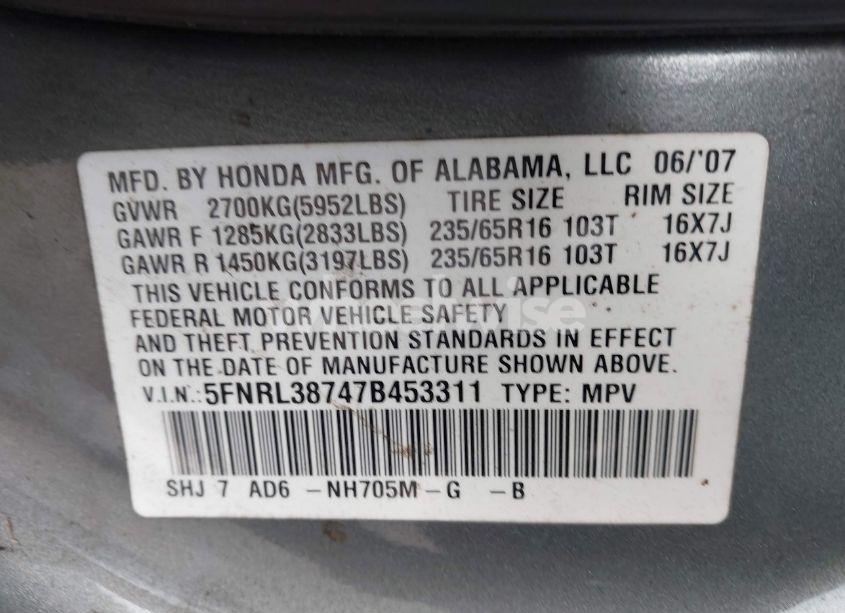 MFD. BY HONDA MFG. OF ALABAMA, LLC 06/'07
GVWR 2700KG(5952LBS) TIRE SIZE RIM SIZE
GAWR F 1285KG(2833LBS) 235/65R16 103T 16X7J
GAWR R 1450KG(3197LBS) 235/65R16 103T 16X7J
THIS VEHICLE CONFORMS TO ALL APPLICABLE
FEDERAL MOTOR VEHICLE SAFETY
AND THEFT PREVENTION STANDARDS IN EFFECT
ON THE DATE OF MANUFACTURE SHOWN ABOVE.
V.I.N.: 5FNRL38747B453311 TYPE: MPV
SHJ 7 AD6 -NH705M-G -B